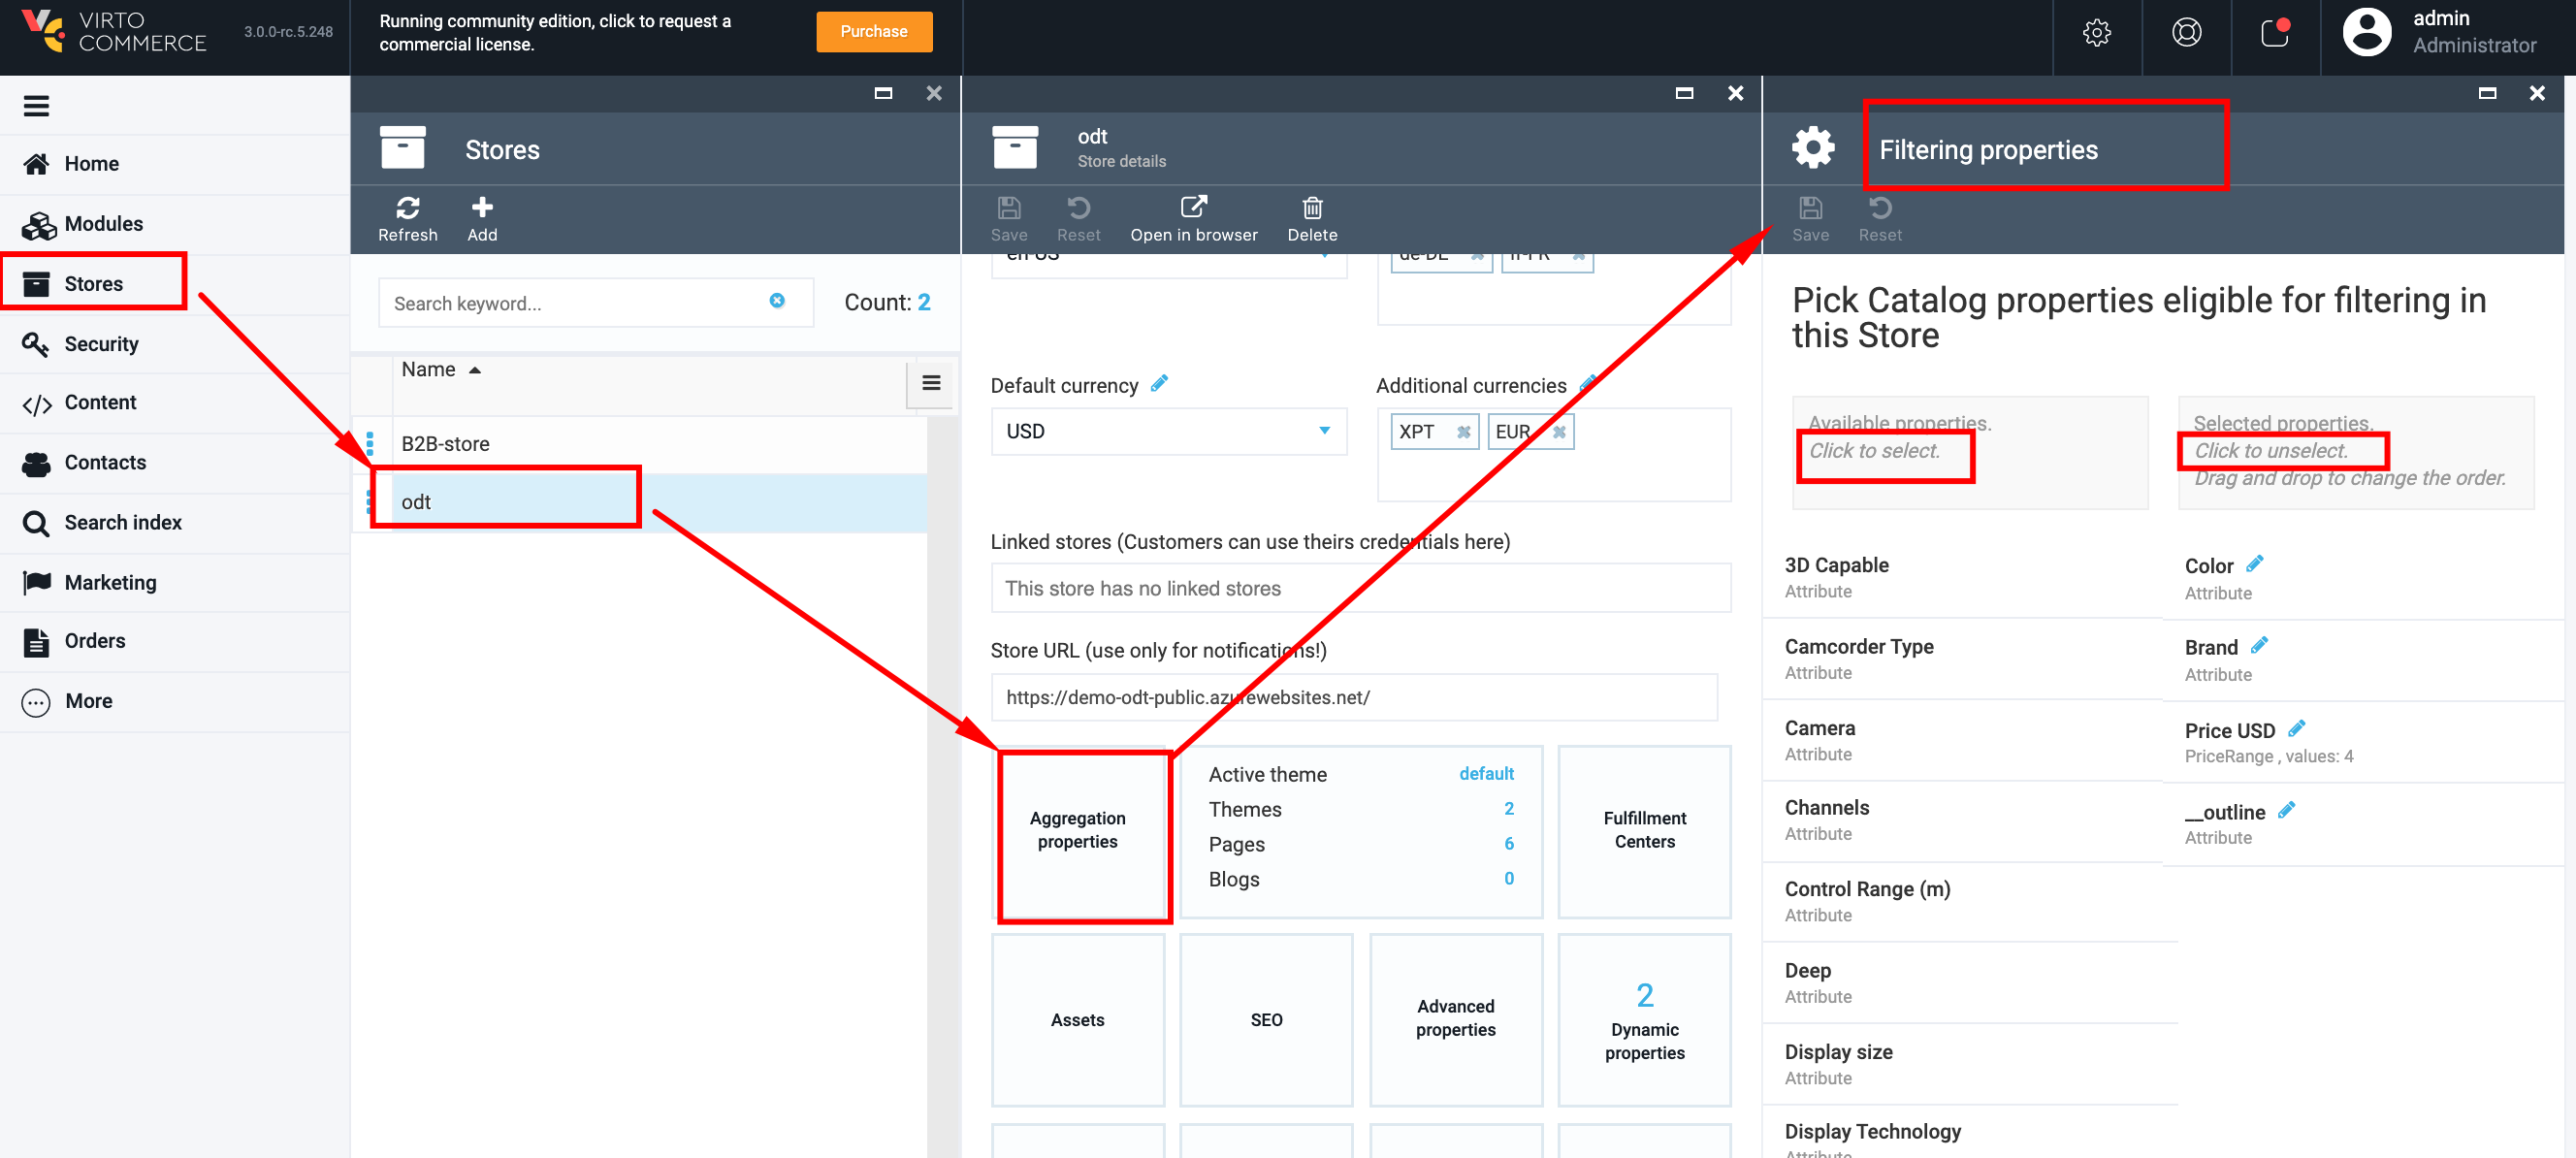 VIRTO
COMMERCE
3.0.0-rc.5.248
Running community edition, click to request a
commercial license.
Purchase
admin
Administrator
Home
Modules
Stores
Security
Content
Contacts
Search index
Marketing
Orders
More
Stores
Refresh
Add
Search keyword...
Count: 2
Name
B2B-store
odt
odt
Store details
Save
Reset
Open in browser
Delete
en-US
de-DE
fr-FR
Default currency
Additional currencies
USD
XPT
EUR
Linked stores (Customers can use theirs credentials here)
This store has no linked stores
Store URL (use only for notifications!)
https://demo-odt-public.azurewebsites.net/
Aggregation
properties
Active theme default
Themes 2
Pages 6
Blogs 0
Fulfillment
Centers
Assets
SEO
Advanced
properties
2
Dynamic
properties
Filtering properties
Save
Reset
Pick Catalog properties eligible for filtering in
this Store
Available properties.
Click to select.
Selected properties.
Click to unselect.
Drag and drop to change the order.
3D Capable
Attribute
Camcorder Type
Attribute
Camera
Attribute
Channels
Attribute
Control Range (m)
Attribute
Deep
Attribute
Display size
Attribute
Display Technology
Attribute
Color
Attribute
Brand
Attribute
Price USD
PriceRange , values: 4
__outline
Attribute